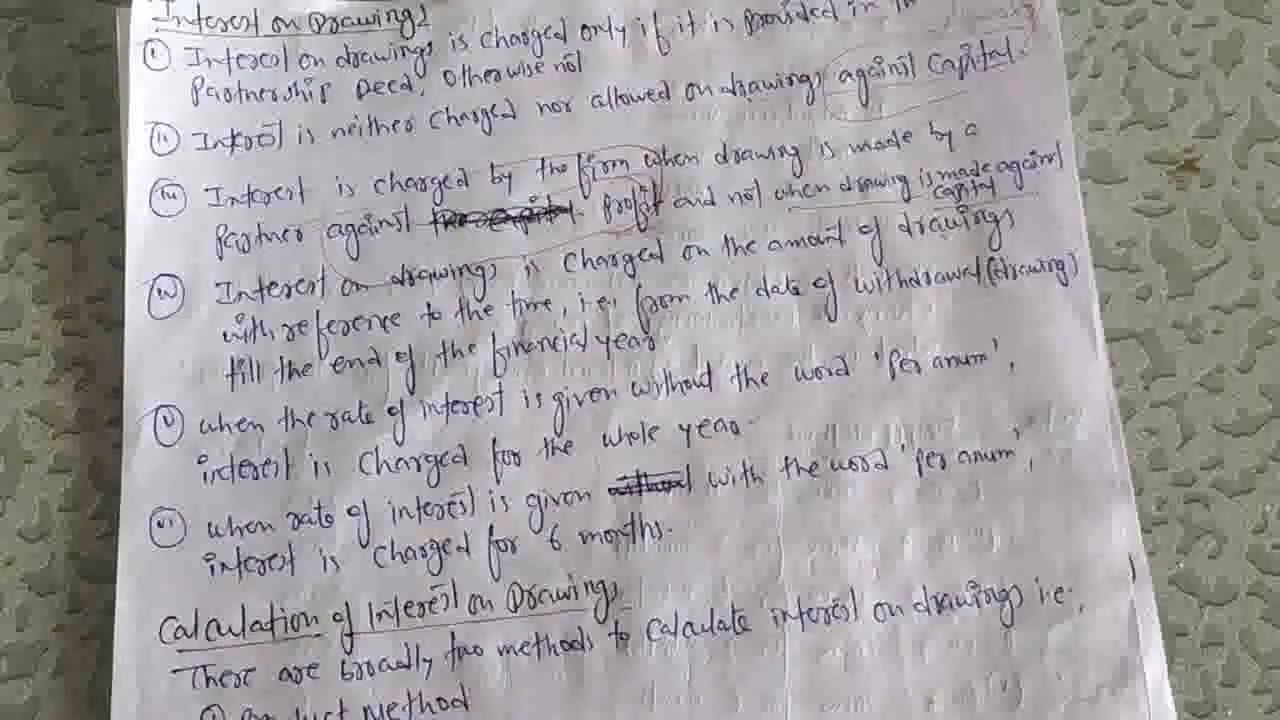 Interest on Drawings
(i) Interest on drawings is charged only if it is provided in
Partnership Deed, otherwise not
(ii) Interest is neither charged nor allowed on drawings against Capital.
(iii) Interest is charged by the firm when drawing is made by a
partner against profit and not when drawing is made against
capital
(iv) Interest on drawings is charged on the amount of drawings
with reference to the time, i.e., from the date of withdrawal (drawing)
till the end of the financial year
(v) when the rate of interest is given without the word 'per anum',
interest is charged for the whole year.
(vi) when rate of interest is given with the word 'per anum',
interest is charged for 6 months.
Calculation of Interest on Drawings
There are broadly two methods to calculate interest on drawings i.e.,
(i) Product Method